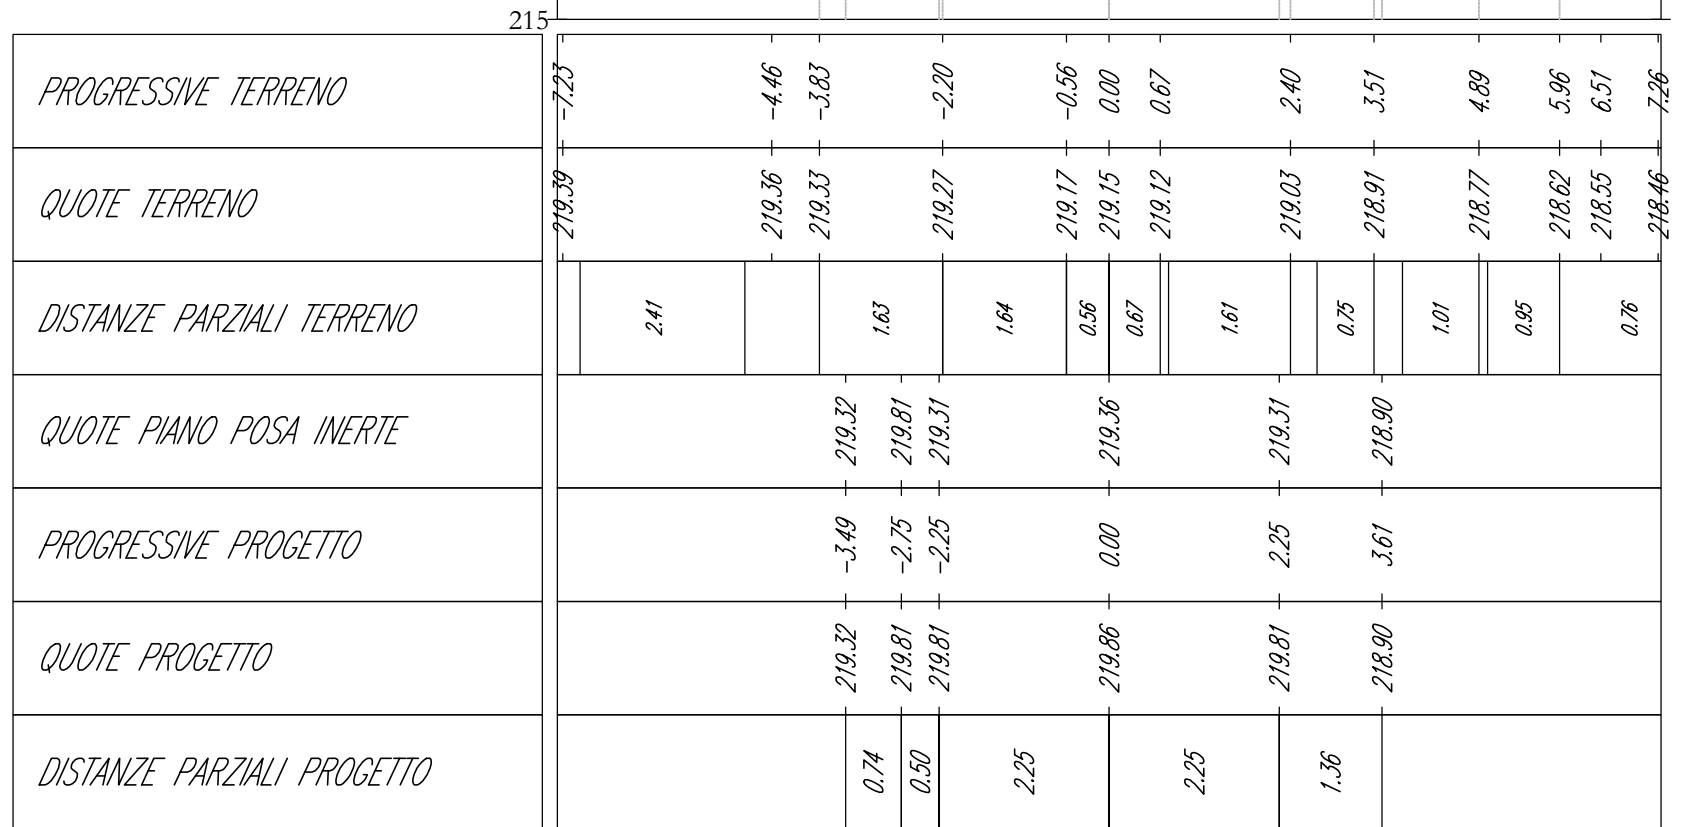 215
PROGRESSIVE TERRENO -7.23 -4.46 -3.83 -2.20 -0.56 0.00 0.67 2.40 3.51 4.89 5.96 6.51 7.26
QUOTE TERRENO 219.39 219.36 219.33 219.27 219.17 219.15 219.12 219.03 218.91 218.77 218.62 218.55 218.46
DISTANZE PARZIALI TERRENO 2.41 1.63 1.64 0.56 0.67 1.61 0.75 1.01 0.95 0.76
QUOTE PIANO POSA INERTE 219.32 219.81 219.31 219.36 219.31 218.90
PROGRESSIVE PROGETTO -3.49 -2.75 -2.25 0.00 2.25 3.61
QUOTE PROGETTO 219.32 219.81 219.81 219.86 219.81 218.90
DISTANZE PARZIALI PROGETTO 0.74 0.50 2.25 2.25 1.36